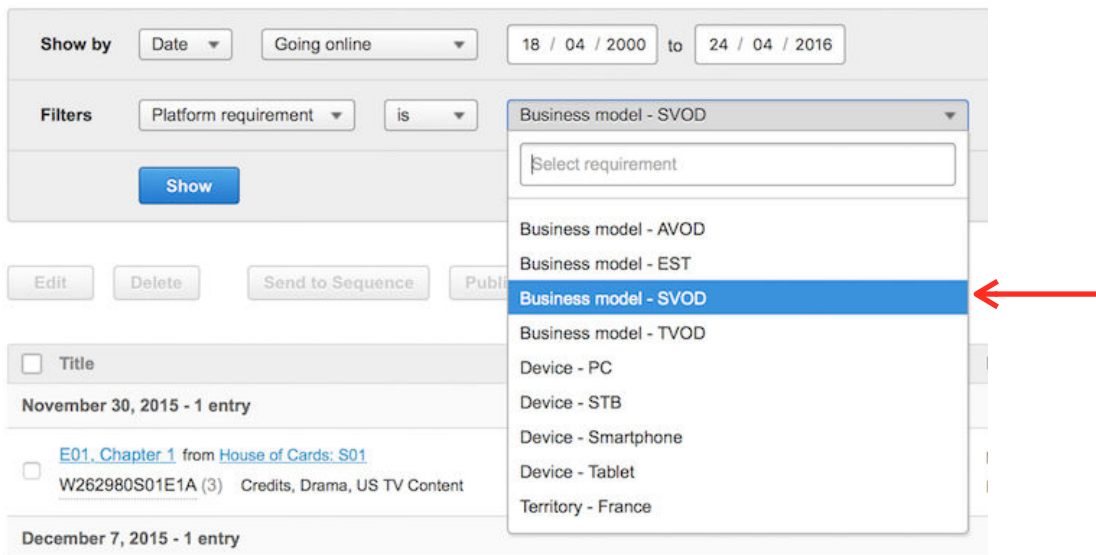 Show by Date Going online 18 / 04 / 2000 to 24 / 04 / 2016
Filters Platform requirement is Business model - SVOD
Select requirement
Show
Business model - AVOD
Business model - EST
Edit Delete Send to Sequence
Business model - SVOD
Business model - TVOD
Title
Device - PC
November 30, 2015 - 1 entry
Device - STB
Device - Smartphone
E01, Chapter 1 from House of Cards: S01
Device - Tablet
W262980S01E1A (3) Credits, Drama, US TV Content
Territory - France
December 7, 2015 - 1 entry